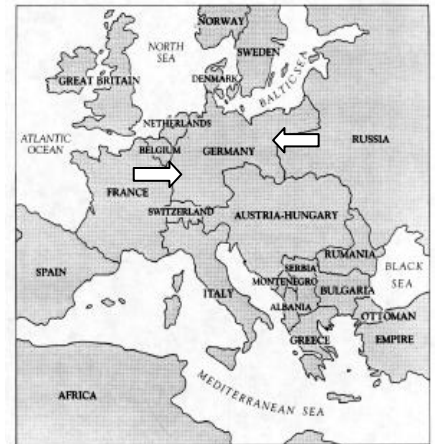 NORWAY
NORTH
SEA
SWEDEN
GREAT BRITAIN
DENMARK
BALTIC SEA
NETHERLANDS
ATLANTIC
OCEAN
BELGIUM
GERMANY
RUSSIA
FRANCE
SWITZERLAND
AUSTRIA-HUNGARY
RUMANIA
SPAIN
ITALY
SERBIA
BLACK
SEA
MONTENEGRO
BULGARIA
ALBANIA
OTTOMAN
EMPIRE
GREECE
MEDITERRANEAN SEA
AFRICA